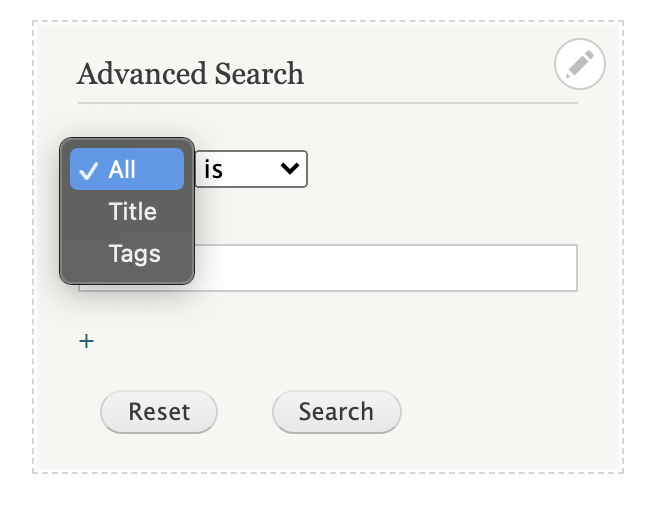 Advanced Search
✓ All
is
Title
Tags
+
Reset Search